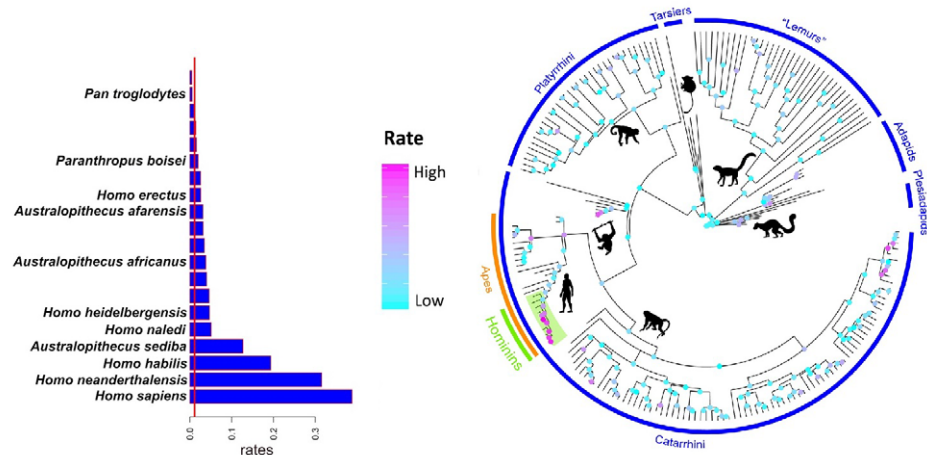 Pan troglodytes
Paranthropus boisei
Homo erectus
Australopithecus afarensis
Australopithecus africanus
Homo heidelbergensis
Homo naledi
Australopithecus sediba
Homo habilis
Homo neanderthalensis
Homo sapiens
0.0 0.1 0.2 0.3
rates
Rate
High
Low
Tarsiers
"Lemurs"
Platyrrhini
Adapids
Plesiadapids
Apes
Hominins
Catarrhini